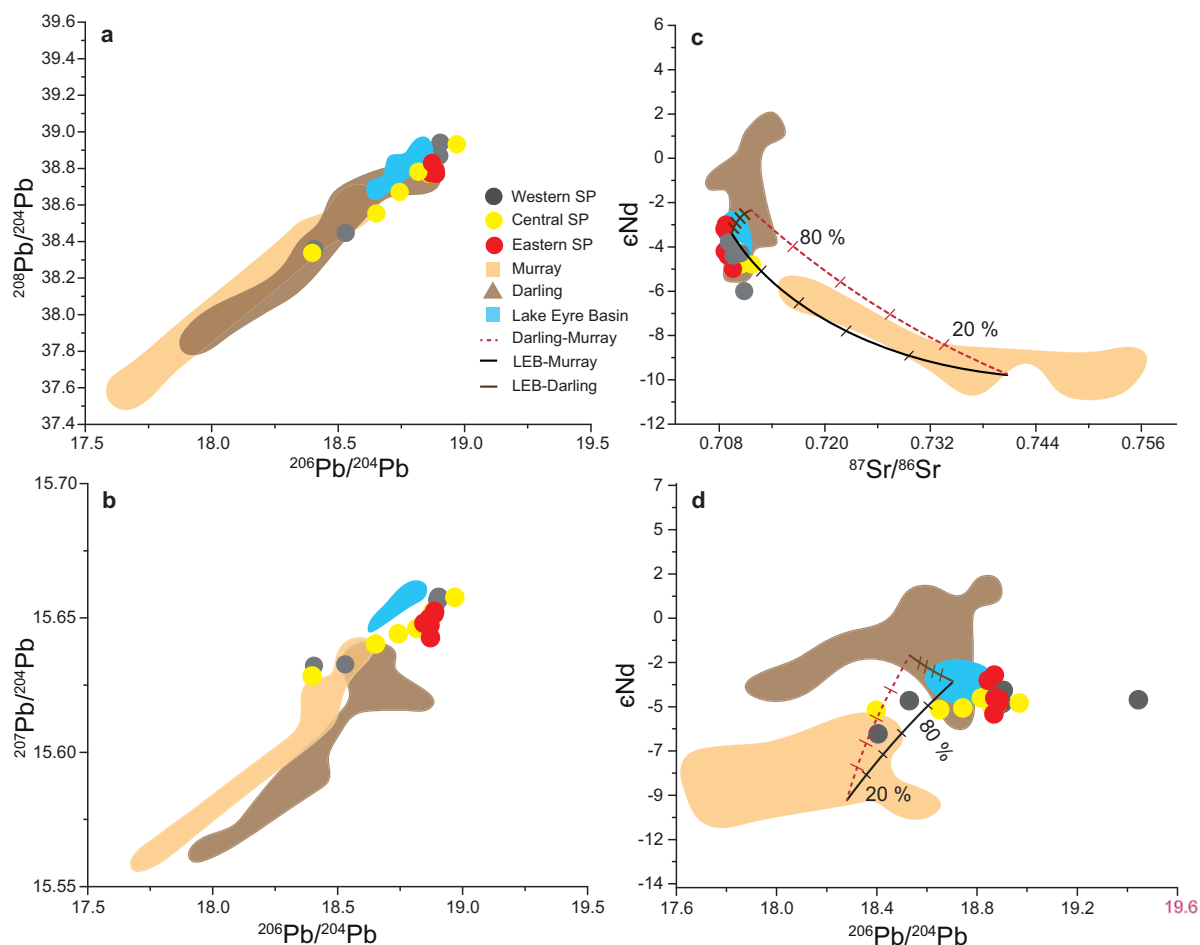 a
39.6
39.4
39.2
39.0
38.8
38.6
38.4
38.2
38.0
37.8
37.6
37.4
²⁰⁸Pb/²⁰⁴Pb
17.5 18.0 18.5 19.0 19.5
²⁰⁶Pb/²⁰⁴Pb
Western SP
Central SP
Eastern SP
Murray
Darling
Lake Eyre Basin
Darling-Murray
LEB-Murray
LEB-Darling
c
6
4
2
0
-2
-4
-6
-8
-10
-12
ϵNd
80 %
20 %
0.708 0.720 0.732 0.744 0.756
⁸⁷Sr/⁸⁶Sr
b
15.70
15.65
15.60
15.55
²⁰⁷Pb/²⁰⁴Pb
17.5 18.0 18.5 19.0 19.5
²⁰⁶Pb/²⁰⁴Pb
d
7
5
2
0
-2
-5
-7
-9
-12
-14
ϵNd
80 %
20 %
17.6 18.0 18.4 18.8 19.2 19.6
²⁰⁶Pb/²⁰⁴Pb